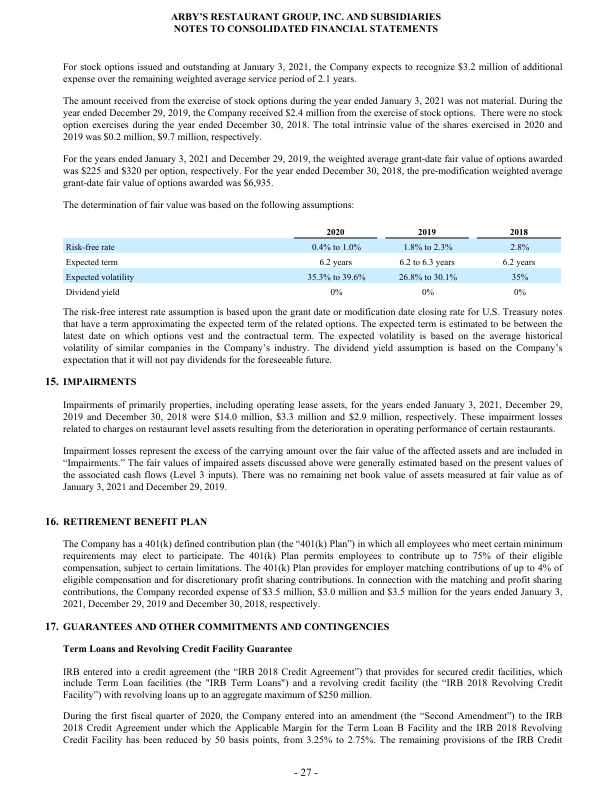 ARBY'S RESTAURANT GROUP, INC. AND SUBSIDIARIES
NOTES TO CONSOLIDATED FINANCIAL STATEMENTS
For stock options issued and outstanding at January 3, 2021, the Company expects to recognize $3.2 million of additional
expense over the remaining weighted average service period of 2.1 years.
The amount received from the exercise of stock options during the year ended January 3, 2021 was not material. During the
year ended December 29, 2019, the Company received $2.4 million from the exercise of stock options. There were no stock
option exercises during the year ended December 30, 2018. The total intrinsic value of the shares exercised in 2020 and
2019 was $0.2 million, $9.7 million, respectively.
For the years ended January 3, 2021 and December 29, 2019, the weighted average grant-date fair value of options awarded
was $225 and $320 per option, respectively. For the year ended December 30, 2018, the pre-modification weighted average
grant-date fair value of options awarded was $6,935.
The determination of fair value was based on the following assumptions:
2020 2019 2018
Risk-free rate 0.4% to 1.0% 1.8% to 2.3% 2.8%
Expected term 6.2 years 6.2 to 6.3 years 6.2 years
Expected volatility 35.3% to 39.6% 26.8% to 30.1% 35%
Dividend yield 0% 0% 0%
The risk-free interest rate assumption is based upon the grant date or modification date closing rate for U.S. Treasury notes
that have a term approximating the expected term of the related options. The expected term is estimated to be between the
latest date on which options vest and the contractual term. The expected volatility is based on the average historical
volatility of similar companies in the Company's industry. The dividend yield assumption is based on the Company's
expectation that it will not pay dividends for the foreseeable future.
15. IMPAIRMENTS
Impairments of primarily properties, including operating lease assets, for the years ended January 3, 2021, December 29,
2019 and December 30, 2018 were $14.0 million, $3.3 million and $2.9 million, respectively. These impairment losses
related to charges on restaurant level assets resulting from the deterioration in operating performance of certain restaurants.
Impairment losses represent the excess of the carrying amount over the fair value of the affected assets and are included in
“Impairments.” The fair values of impaired assets discussed above were generally estimated based on the present values of
the associated cash flows (Level 3 inputs). There was no remaining net book value of assets measured at fair value as of
January 3, 2021 and December 29, 2019.
16. RETIREMENT BENEFIT PLAN
The Company has a 401(k) defined contribution plan (the “401(k) Plan”) in which all employees who meet certain minimum
requirements may elect to participate. The 401(k) Plan permits employees to contribute up to 75% of their eligible
compensation, subject to certain limitations. The 401(k) Plan provides for employer matching contributions of up to 4% of
eligible compensation and for discretionary profit sharing contributions. In connection with the matching and profit sharing
contributions, the Company recorded expense of $3.5 million, $3.0 million and $3.5 million for the years ended January 3,
2021, December 29, 2019 and December 30, 2018, respectively.
17. GUARANTEES AND OTHER COMMITMENTS AND CONTINGENCIES
Term Loans and Revolving Credit Facility Guarantee
IRB entered into a credit agreement (the “IRB 2018 Credit Agreement”) that provides for secured credit facilities, which
include Term Loan facilities (the "IRB Term Loans") and a revolving credit facility (the “IRB 2018 Revolving Credit
Facility”) with revolving loans up to an aggregate maximum of $250 million.
During the first fiscal quarter of 2020, the Company entered into an amendment (the “Second Amendment”) to the IRB
2018 Credit Agreement under which the Applicable Margin for the Term Loan B Facility and the IRB 2018 Revolving
Credit Facility has been reduced by 50 basis points, from 3.25% to 2.75%. The remaining provisions of the IRB Credit
- 27 -